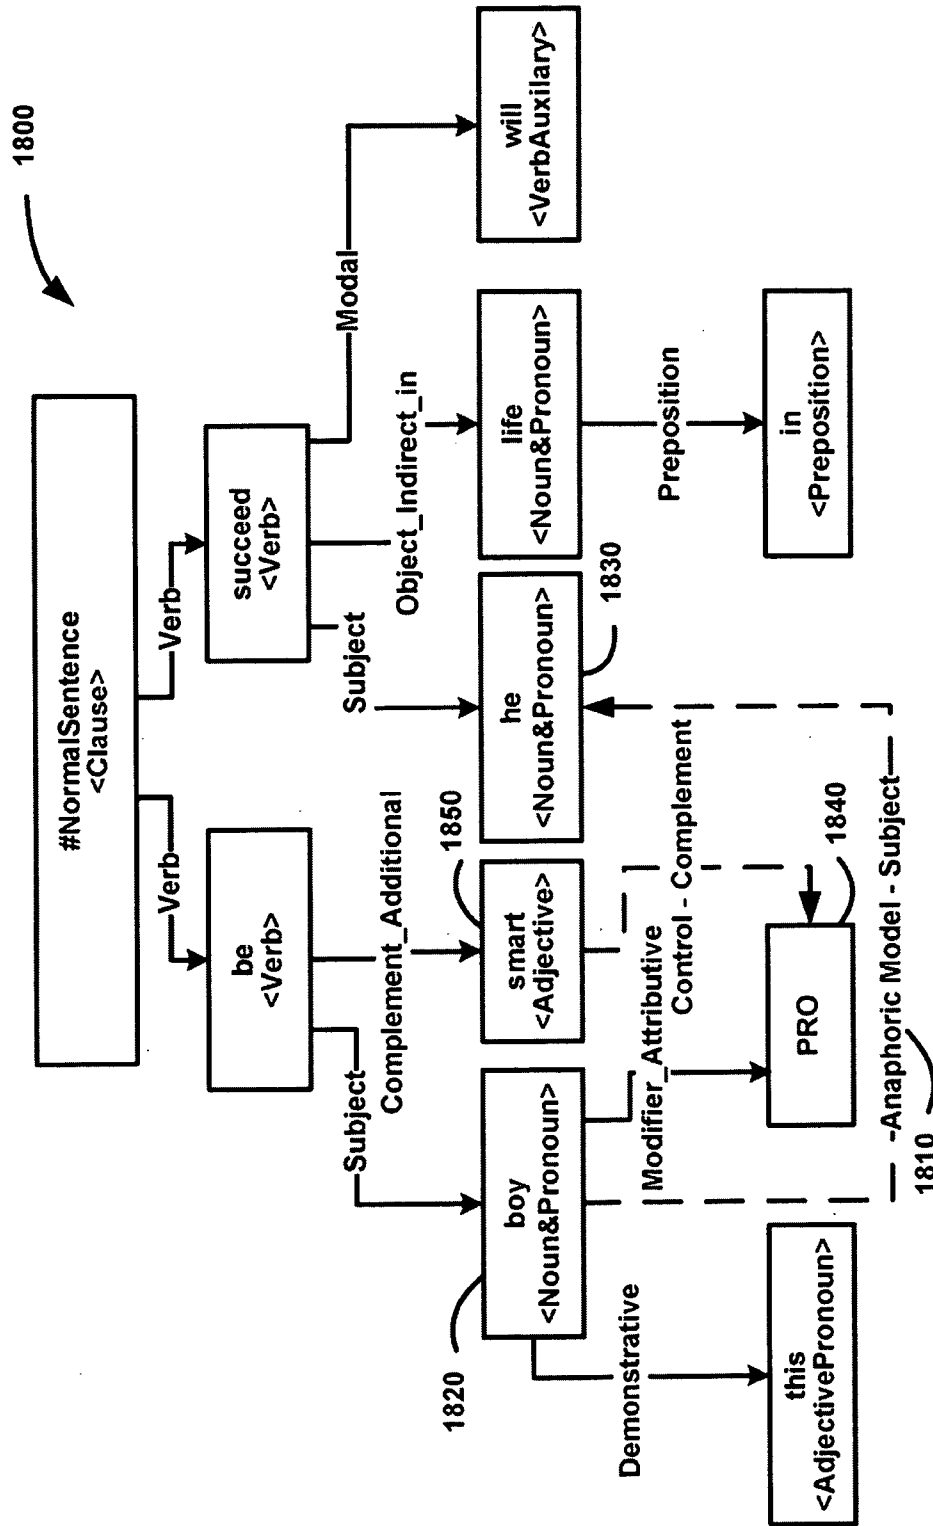 1800
#NormalSentence
<Clause>
Verb
Verb
be
<Verb>
succeed
<Verb>
Subject
Complement_Additional
Subject
Object_Indirect_in
Modal
1820
boy
<Noun&Pronoun>
1850
smart
<Adjective>
he
<Noun&Pronoun>
1830
life
<Noun&Pronoun>
will
<VerbAuxilary>
Demonstrative
Modifier_Attributive
Control - Complement
Preposition
this
<AdjectivePronoun>
PRO
1840
in
<Preposition>
-Anaphoric Model - Subject
1810